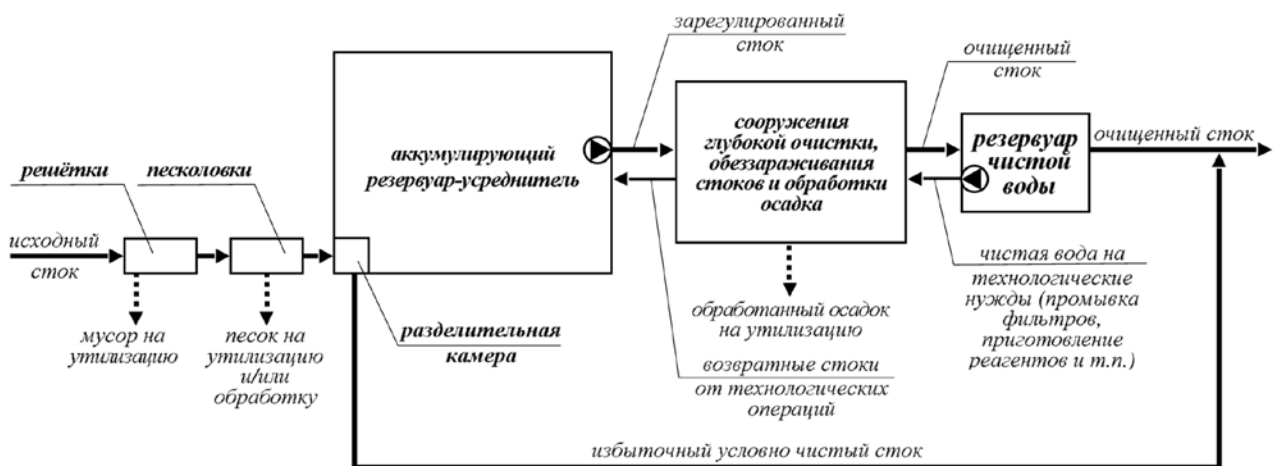 зарегулированный
сток
очищенный
сток
решётки
песколовки
аккумулирующий
резервуар-усреднитель
сооружения
глубокой очистки,
обеззараживания
стоков и обработки
осадка
резервуар
чистой
воды
очищенный сток
исходный
сток
мусор на
утилизацию
песок на
утилизацию
и/или
обработку
разделительная
камера
обработанный осадок
на утилизацию
возвратные стоки
от технологических
операций
чистая вода на
технологические
нужды (промывка
фильтров,
приготовление
реагентов и т.п.)
избыточный условно чистый сток